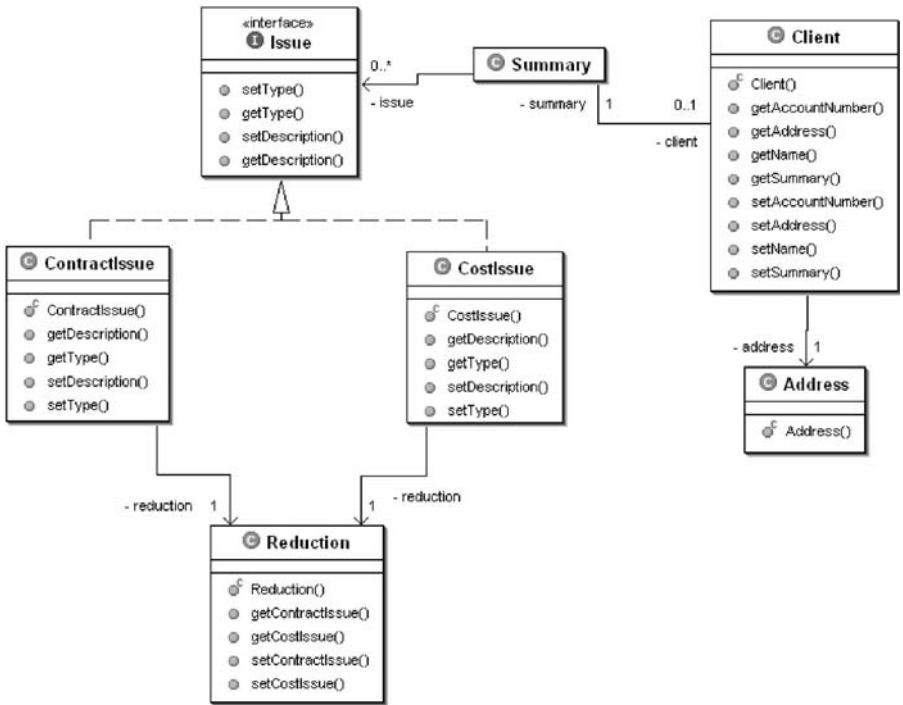 «interface»
I Issue
setType()
getType()
setDescription()
getDescription()
0..*
- issue
C Summary
- summary
1
0..1
- client
C Client
C Client()
getAccountNumber()
getAddress()
getName()
getSummary()
setAccountNumber()
setAddress()
setName()
setSummary()
C ContractIssue
C ContractIssue()
getDescription()
getType()
setDescription()
setType()
C CostIssue
C CostIssue()
getDescription()
getType()
setDescription()
setType()
- address
1
C Address
C Address()
- reduction
1
1
- reduction
C Reduction
C Reduction()
getContractIssue()
getCostIssue()
setContractIssue()
setCostIssue()